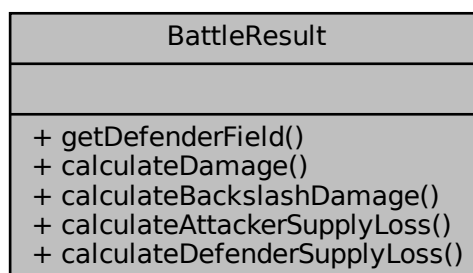 BattleResult
+ getDefenderField()
+ calculateDamage()
+ calculateBackslashDamage()
+ calculateAttackerSupplyLoss()
+ calculateDefenderSupplyLoss()